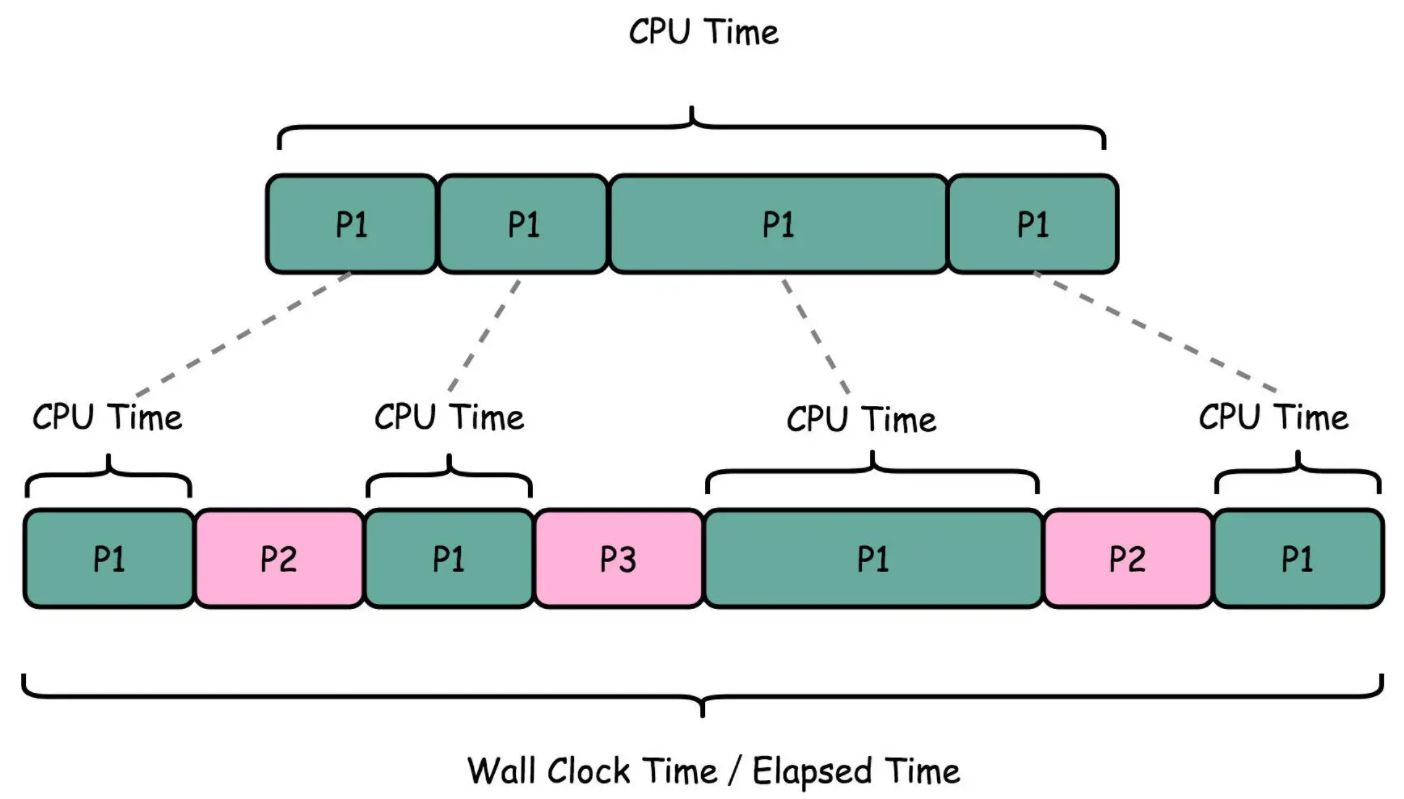 CPU Time
P1 P1 P1 P1
CPU Time CPU Time CPU Time CPU Time
P1 P2 P1 P3 P1 P2 P1
Wall Clock Time / Elapsed Time